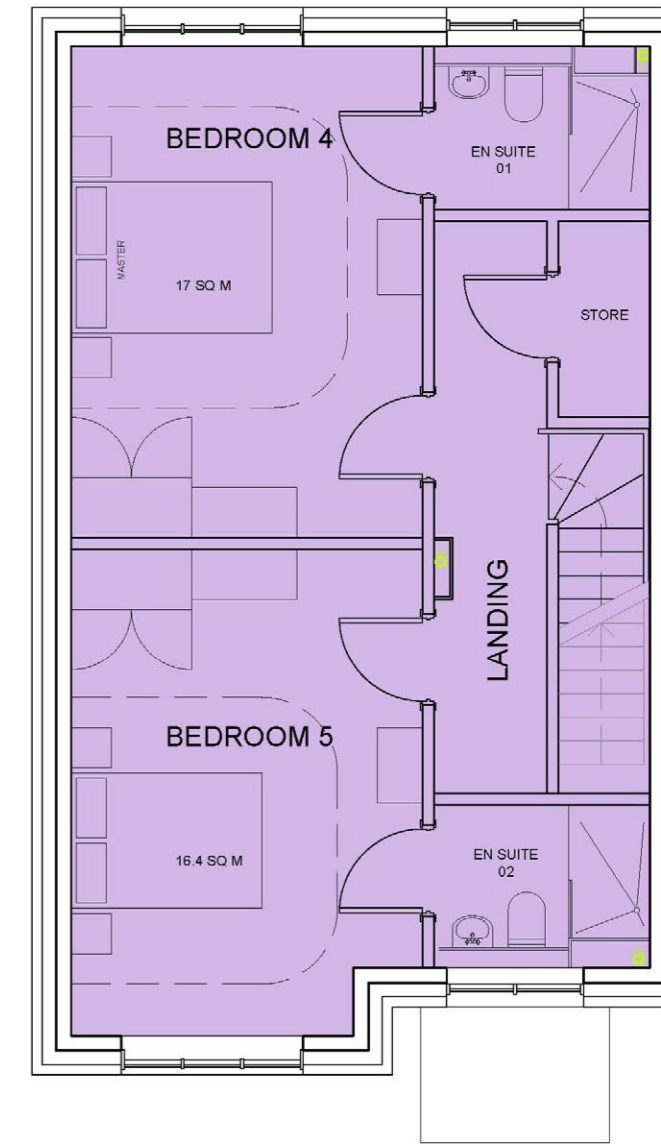 BEDROOM 4
EN SUITE
01
MASTER
17 SQ M
STORE
LANDING
BEDROOM 5
16.4 SQ M
EN SUITE
02